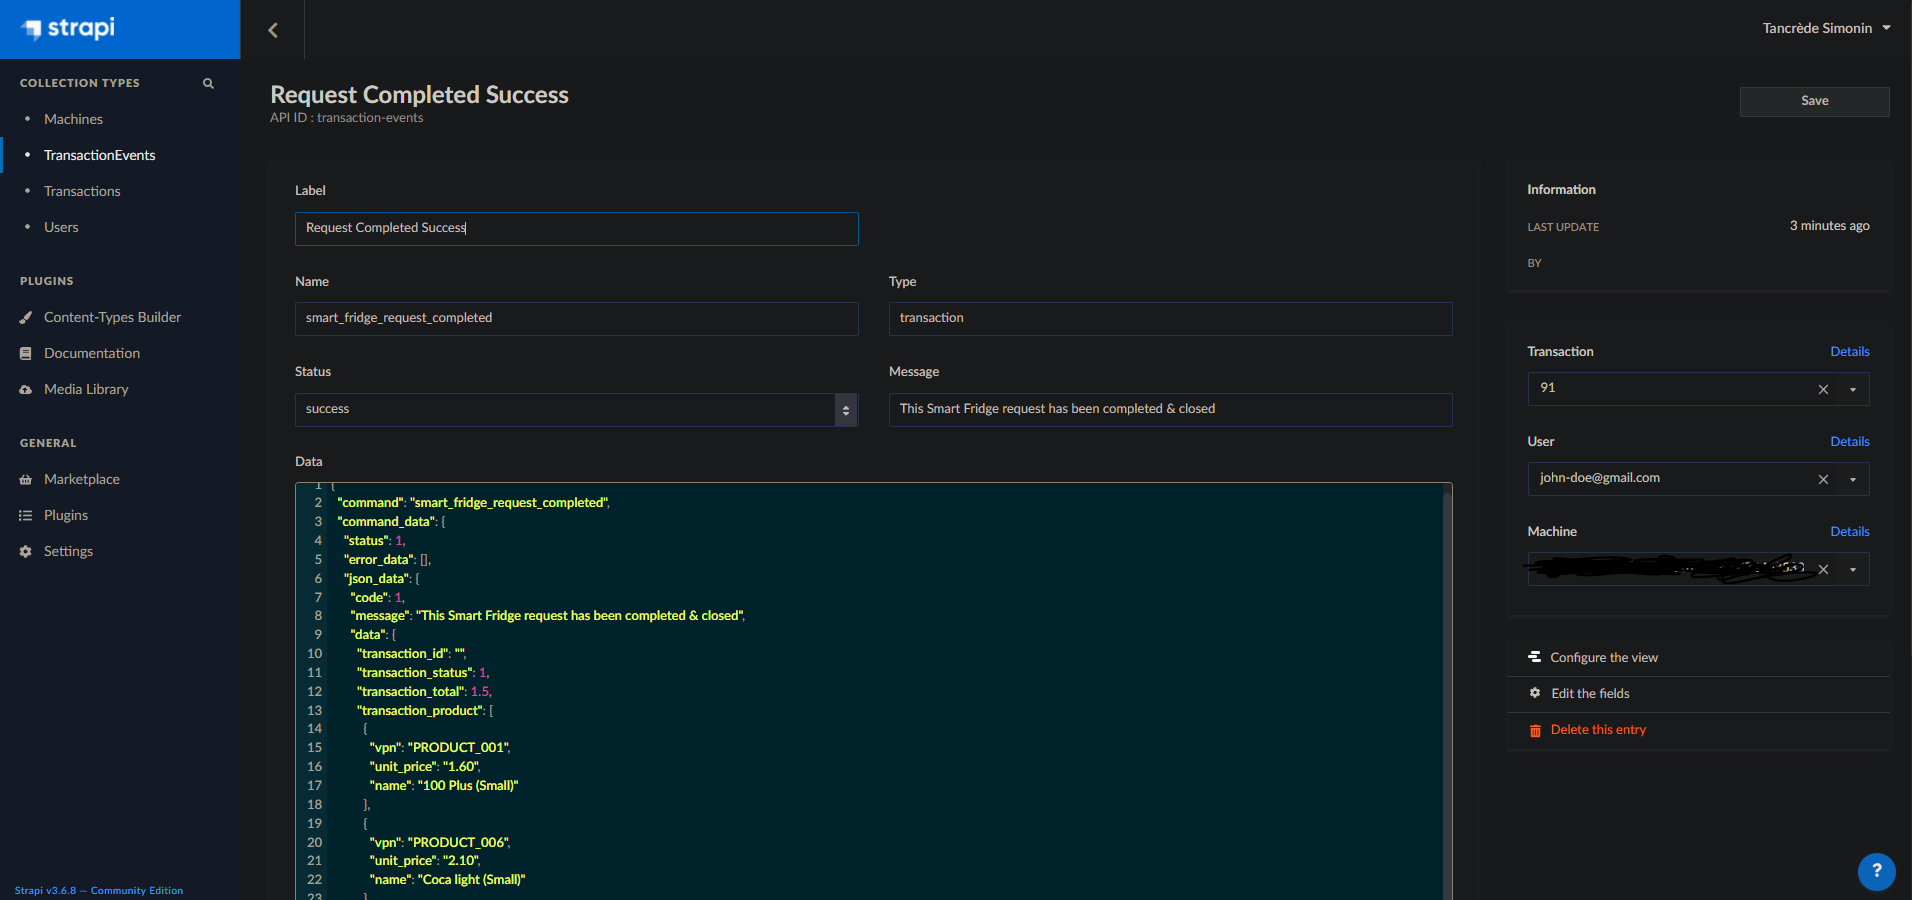 strapi
Tancrède Simonin
COLLECTION TYPES
Machines
TransactionEvents
Transactions
Users
PLUGINS
Content-Types Builder
Documentation
Media Library
GENERAL
Marketplace
Plugins
Settings
Strapi v3.6.8 — Community Edition
Request Completed Success
API ID : transaction-events
Save
Label
Request Completed Success
Name
smart_fridge_request_completed
Type
transaction
Status
success
Message
This Smart Fridge request has been completed & closed
Data
1 {
2 "command": "smart_fridge_request_completed",
3 "command_data": {
4 "status": 1,
5 "error_data": [],
6 "json_data": {
7 "code": 1,
8 "message": "This Smart Fridge request has been completed & closed",
9 "data": {
10 "transaction_id": "",
11 "transaction_status": 1,
12 "transaction_total": 1.5,
13 "transaction_product": [
14 {
15 "vpn": "PRODUCT_001",
16 "unit_price": "1.60",
17 "name": "100 Plus (Small)"
18 },
19 {
20 "vpn": "PRODUCT_006",
21 "unit_price": "2.10",
22 "name": "Coca light (Small)"
23 }
Information
LAST UPDATE
3 minutes ago
BY
Transaction
Details
91
User
Details
john-doe@gmail.com
Machine
Details
Configure the view
Edit the fields
Delete this entry
?